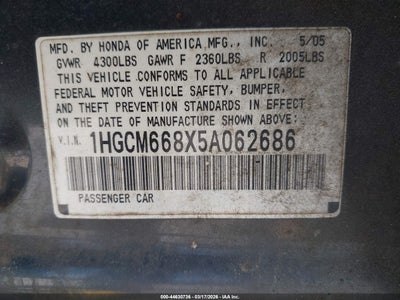 MFD. BY HONDA OF AMERICA MFG., INC. 5/05
GVWR 4300LBS GAWR F 2360LBS R 2005LBS
THIS VEHICLE CONFORMS TO ALL APPLICABLE
FEDERAL MOTOR VEHICLE SAFETY, BUMPER,
AND THEFT PREVENTION STANDARDS IN EFFECT
ON THE DATE OF MANUFACTURE SHOWN ABOVE.
V.I.N. 1HGCM668X5A062686
PASSENGER CAR
000-44630736 - 03/17/2026 - IAA Inc.